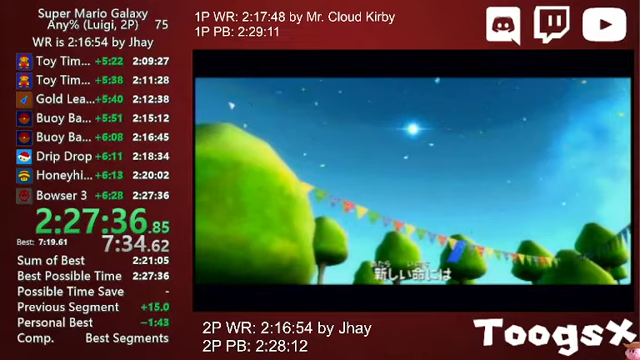 Super Mario Galaxy
Any% (Luigi, 2P) 75
WR is 2:16:54 by Jhay
Toy Tim... +5:22 2:09:27
Toy Tim... +5:38 2:11:28
Gold Lea... +5:40 2:12:38
Buoy Ba... +5:51 2:15:12
Buoy Ba... +6:08 2:16:45
Drip Drop +6:11 2:18:34
Honeyhi... +6:13 2:20:02
Bowser 3 +6:28 2:27:36
2:27:36.85
Best: 7:19.61 7:34.62
Sum of Best 2:21:05
Best Possible Time 2:27:36
Possible Time Save -
Previous Segment +15.0
Personal Best -1:43
Comp. Best Segments
1P WR: 2:17:48 by Mr. Cloud Kirby
1P PB: 2:29:11
あたら いのち
新しい命には
2P WR: 2:16:54 by Jhay
2P PB: 2:28:12
ToogsX